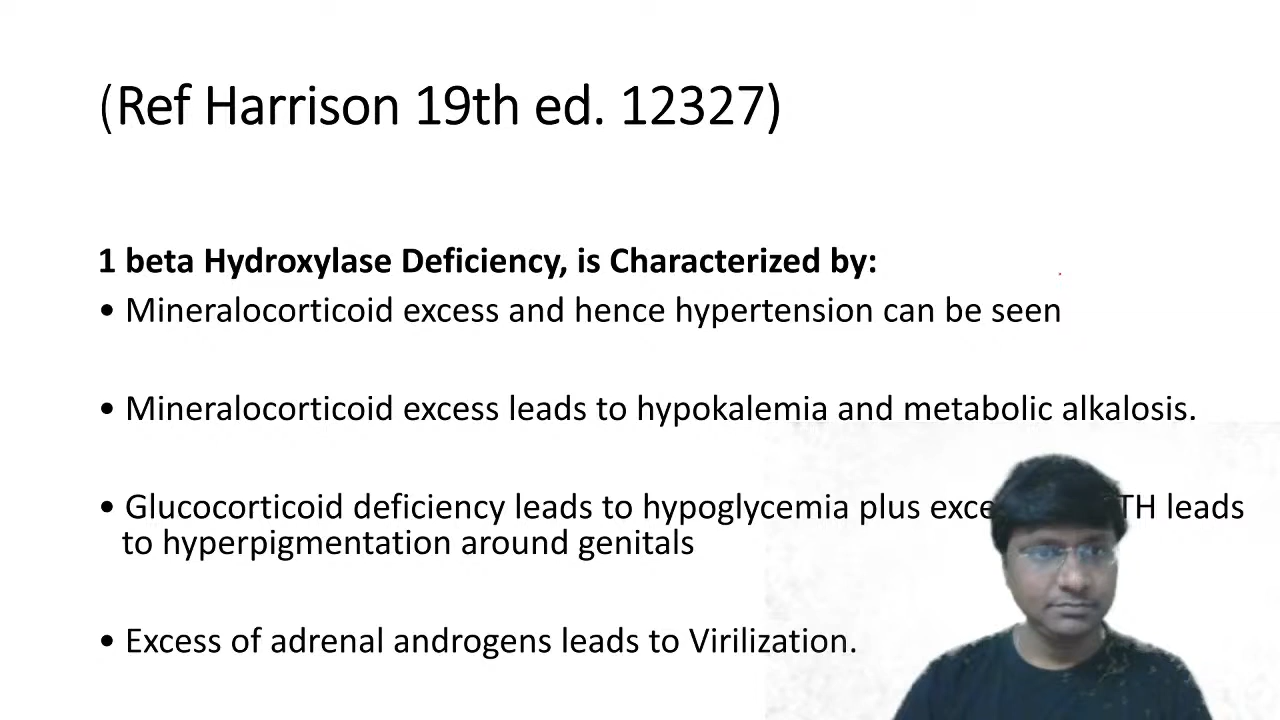 (Ref Harrison 19th ed. 12327)
1 beta Hydroxylase Deficiency, is Characterized by:
• Mineralocorticoid excess and hence hypertension can be seen
• Mineralocorticoid excess leads to hypokalemia and metabolic alkalosis.
• Glucocorticoid deficiency leads to hypoglycemia plus leads
to hyperpigmentation around genitals
• Excess of adrenal androgens leads to Virilization.